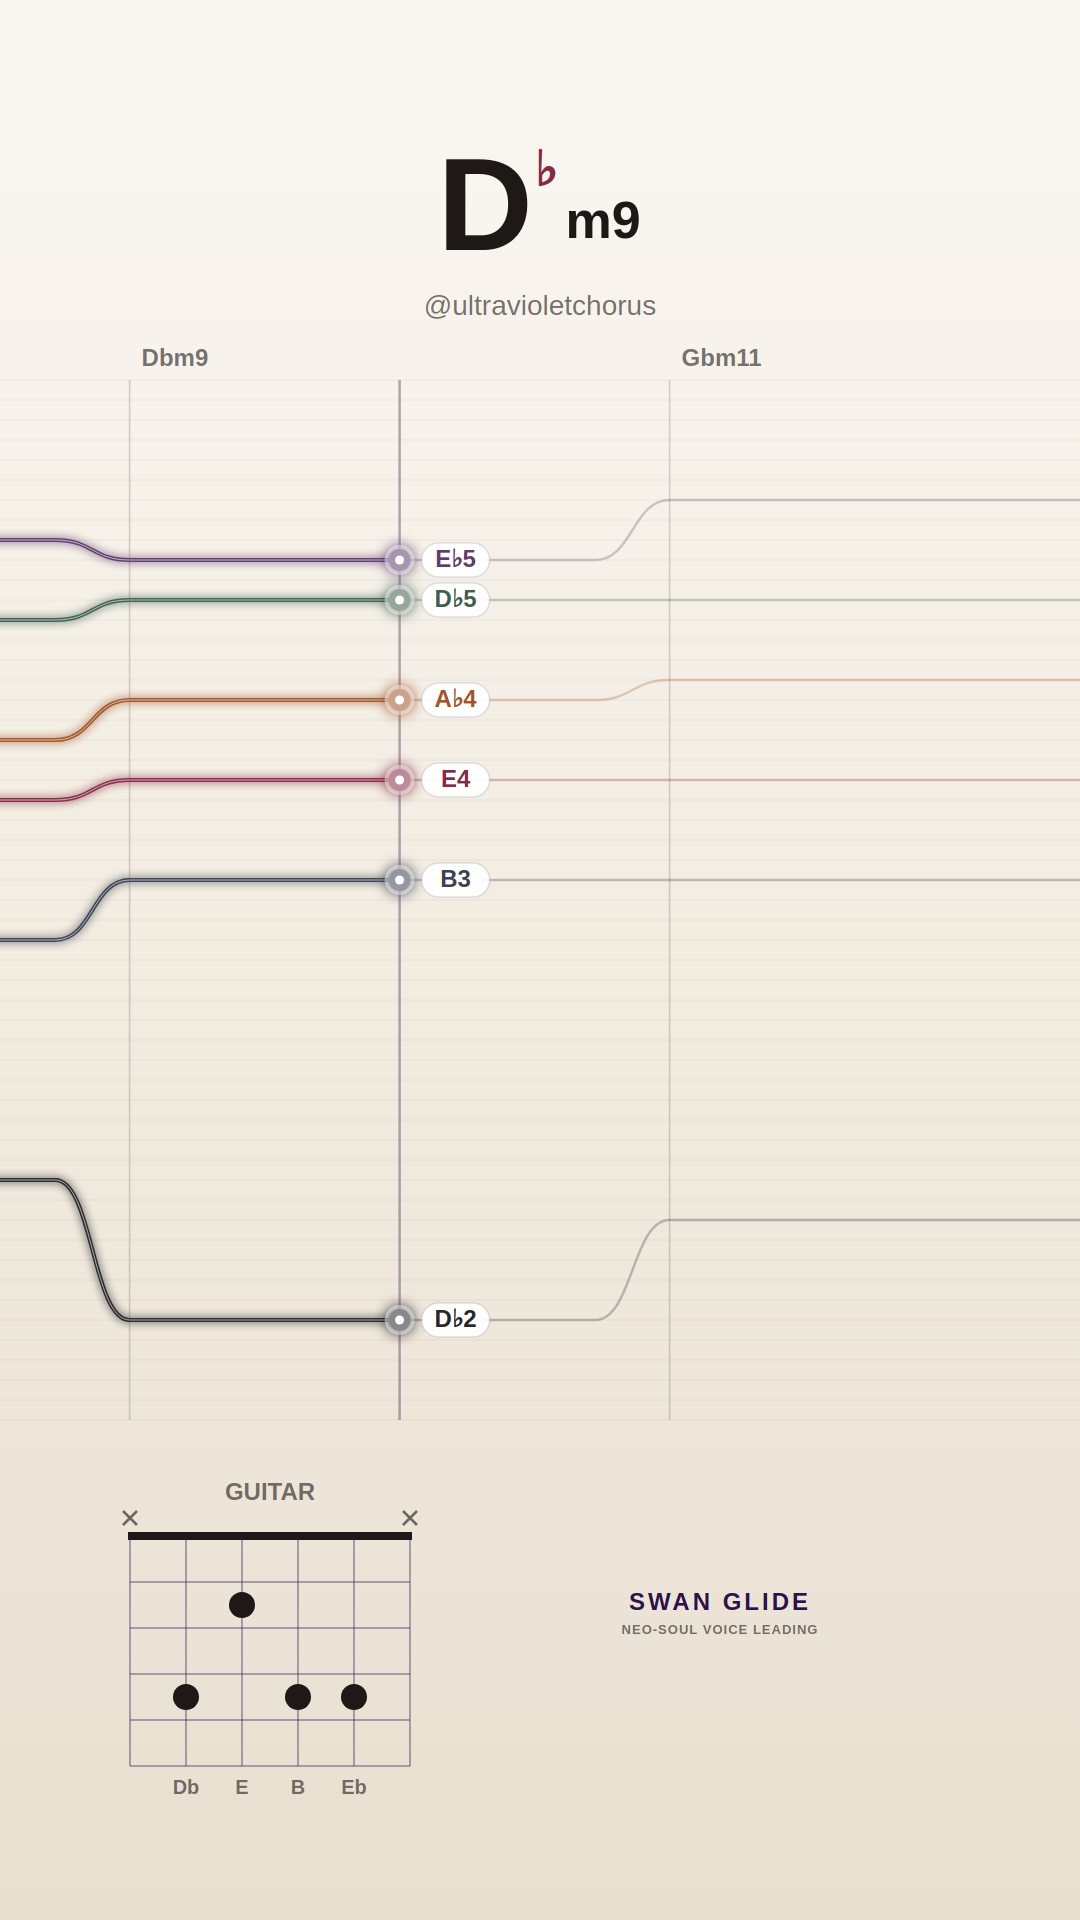 D♭m9
@ultravioletchorus
Dbm9 Gbm11
E♭5
D♭5
A♭4
E4
B3
D♭2
GUITAR
× ×
SWAN GLIDE
NEO-SOUL VOICE LEADING
Db E B Eb